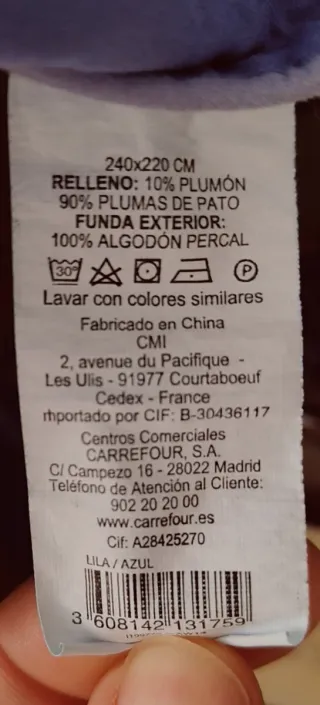 240x220 CM
RELLENO: 10% PLUMÓN
90% PLUMAS DE PATO
FUNDA EXTERIOR:
100% ALGODÓN PERCAL
30° P
Lavar con colores similares
Fabricado en China
CMI
2, avenue du Pacifique -
Les Ulis - 91977 Courtaboeuf
Cedex - France
mportado por CIF: B-30436117
Centros Comerciales
CARREFOUR, S.A.
C/ Campezo 16 - 28022 Madrid
Teléfono de Atención al Cliente:
902 20 20 00
www.carrefour.es
Cif: A28425270
LILA / AZUL
3 608142 131759